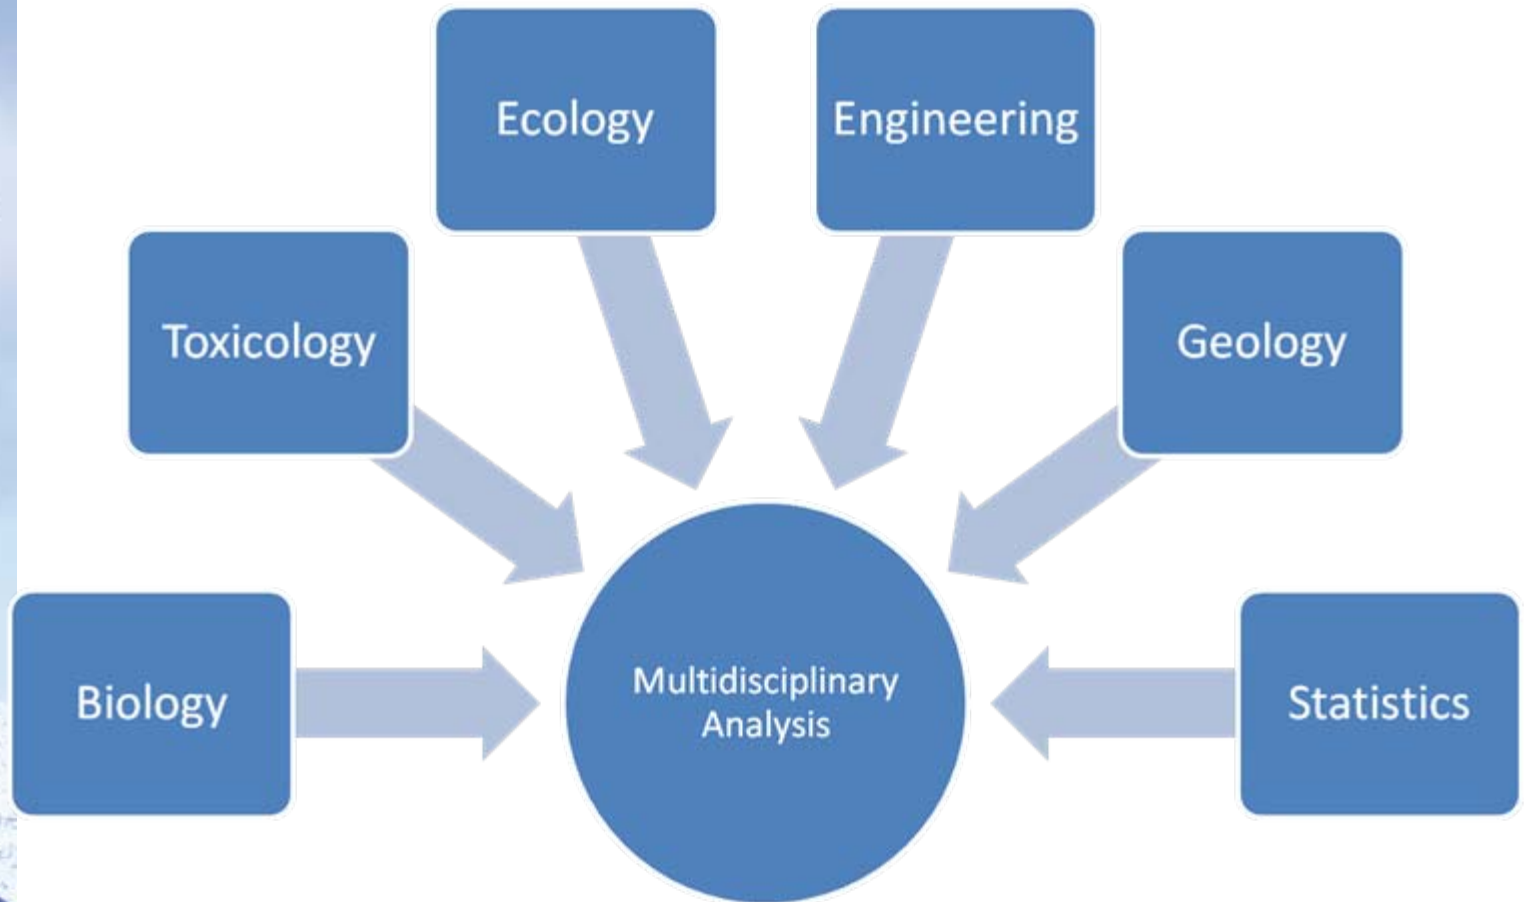 Ecology
Engineering
Toxicology
Geology
Biology
Multidisciplinary
Analysis
Statistics